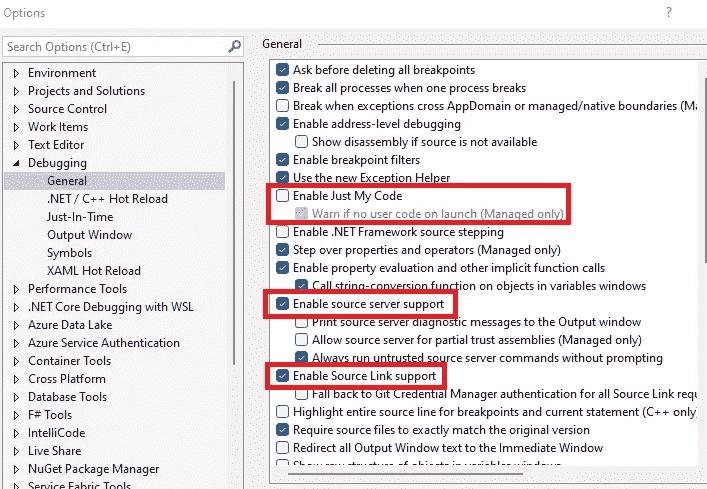 Options
?
Search Options (Ctrl+E)
Environment
Projects and Solutions
Source Control
Work Items
Text Editor
Debugging
General
.NET / C++ Hot Reload
Just-In-Time
Output Window
Symbols
XAML Hot Reload
Performance Tools
.NET Core Debugging with WSL
Azure Data Lake
Azure Service Authentication
Container Tools
Cross Platform
Database Tools
F# Tools
IntelliCode
Live Share
NuGet Package Manager
Service Fabric Tools
General
Ask before deleting all breakpoints
Break all processes when one process breaks
Break when exceptions cross AppDomain or managed/native boundaries (Ma
Enable address-level debugging
Show disassembly if source is not available
Enable breakpoint filters
Use the new Exception Helper
Enable Just My Code
Warn if no user code on launch (Managed only)
Enable .NET Framework source stepping
Step over properties and operators (Managed only)
Enable property evaluation and other implicit function calls
Call string-conversion function on objects in variables windows
Enable source server support
Print source server diagnostic messages to the Output window
Allow source server for partial trust assemblies (Managed only)
Always run untrusted source server commands without prompting
Enable Source Link support
Fall back to Git Credential Manager authentication for all Source Link requ
Highlight entire source line for breakpoints and current statement (C++ only)
Require source files to exactly match the original version
Redirect all Output Window text to the Immediate Window
Show raw structure of objects in variables windows